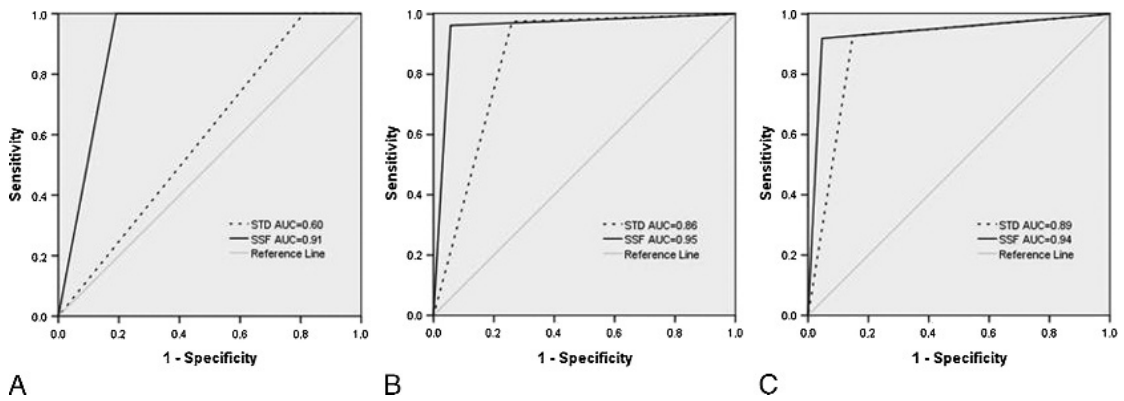 1.0
0.8
0.6
0.4
0.2
0.0
Sensitivity
STD AUC=0.60
SSF AUC=0.91
Reference Line
0.0 0.2 0.4 0.6 0.8 1.0
1 - Specificity
A
1.0
0.8
0.6
0.4
0.2
0.0
Sensitivity
STD AUC=0.86
SSF AUC=0.95
Reference Line
0.0 0.2 0.4 0.6 0.8 1.0
1 - Specificity
B
1.0
0.8
0.6
0.4
0.2
0.0
Sensitivity
STD AUC=0.89
SSF AUC=0.94
Reference Line
0.0 0.2 0.4 0.6 0.8 1.0
1 - Specificity
C